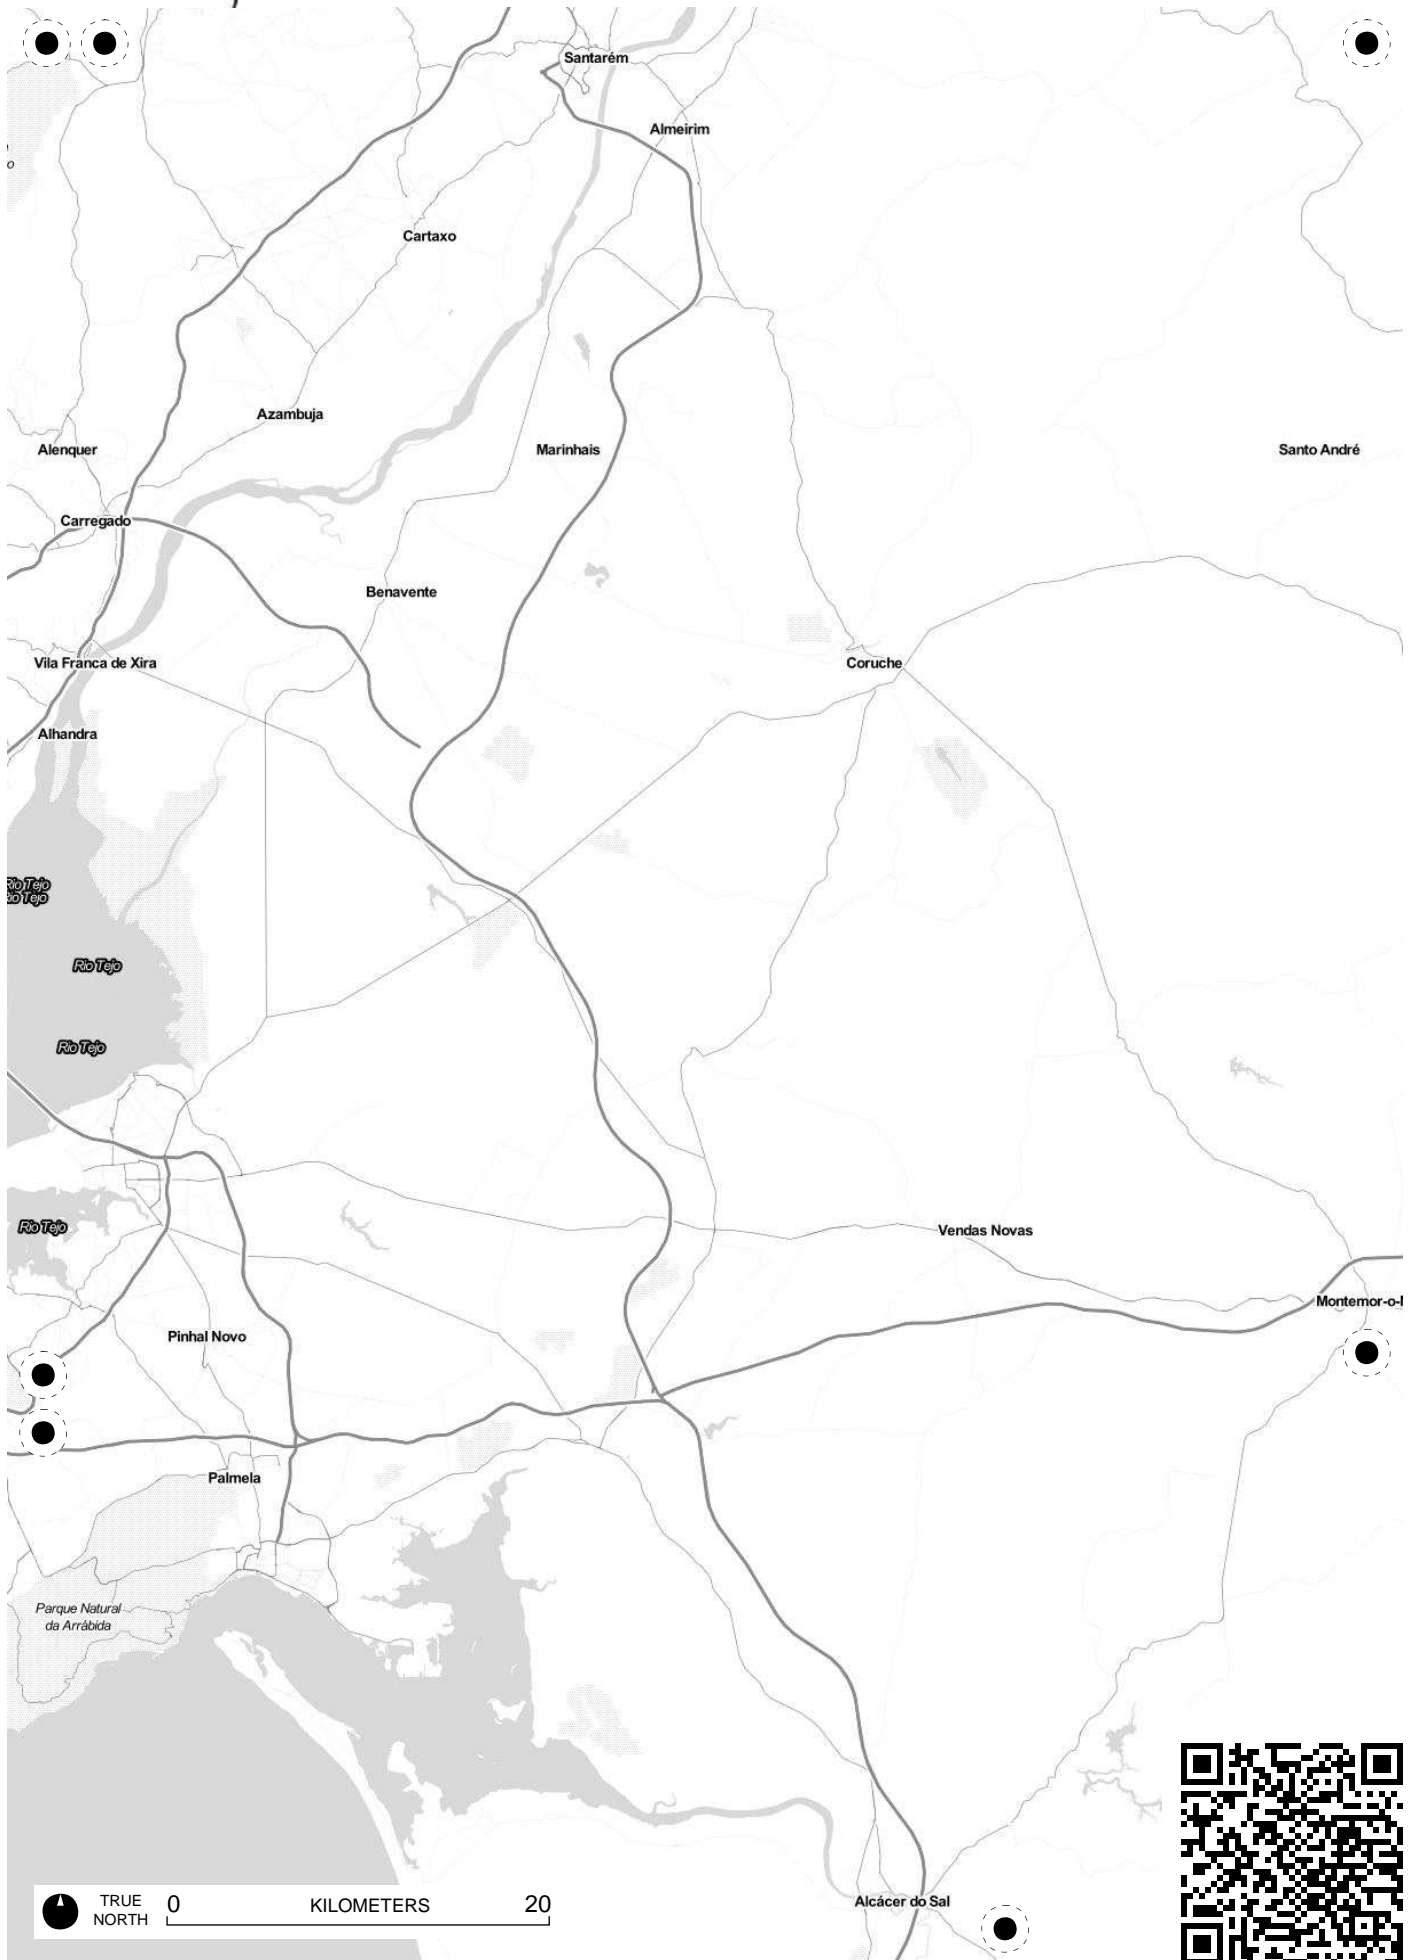 Santarém
Almeirim
Cartaxo
Azambuja
Alenquer
Marinhais
Santo André
Carregado
Benavente
Vila Franca de Xira
Coruche
Alhandra
Rio Tejo
Rio Tejo
Rio Tejo
Rio Tejo
Rio Tejo
Vendas Novas
Montemor-o-
Pinhal Novo
Palmela
Parque Natural
da Arrábida
Alcácer do Sal
TRUE
NORTH
0 KILOMETERS 20